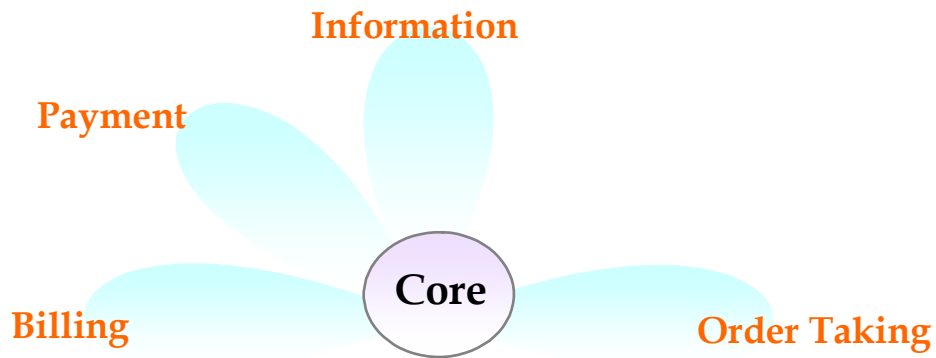 Information
Payment
Core
Billing
Order Taking